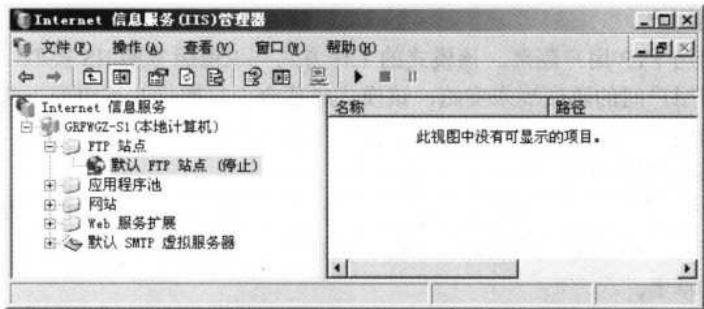 Internet 信息服务(IIS)管理器
文件(F) 操作(A) 查看(V) 窗口(W) 帮助(H)
Internet 信息服务
GRFWGZ-S1(本地计算机)
FTP 站点
默认 FTP 站点 (停止)
应用程序池
网站
Web 服务扩展
默认 SMTP 虚拟服务器
名称 路径
此视图中没有可显示的项目。